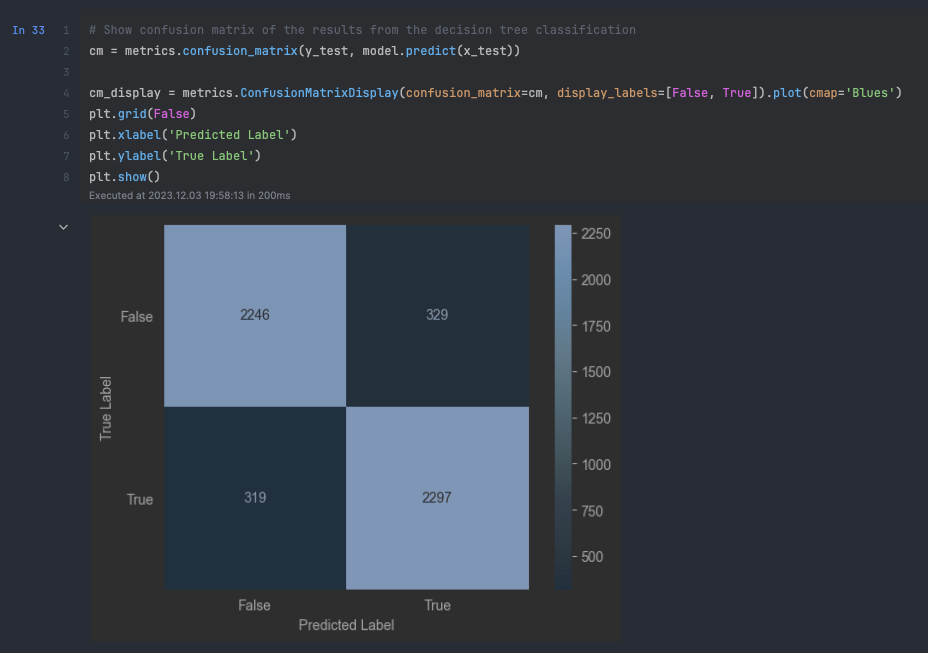 In 33
1 # Show confusion matrix of the results from the decision tree classification
2 cm = metrics.confusion_matrix(y_test, model.predict(x_test))
3
4 cm_display = metrics.ConfusionMatrixDisplay(confusion_matrix=cm, display_labels=[False, True]).plot(cmap='Blues')
5 plt.grid(False)
6 plt.xlabel('Predicted Label')
7 plt.ylabel('True Label')
8 plt.show()
Executed at 2023.12.03 19:58:13 in 200ms
True Label
False
2246
329
True
319
2297
False
True
Predicted Label
2250
2000
1750
1500
1250
1000
750
500